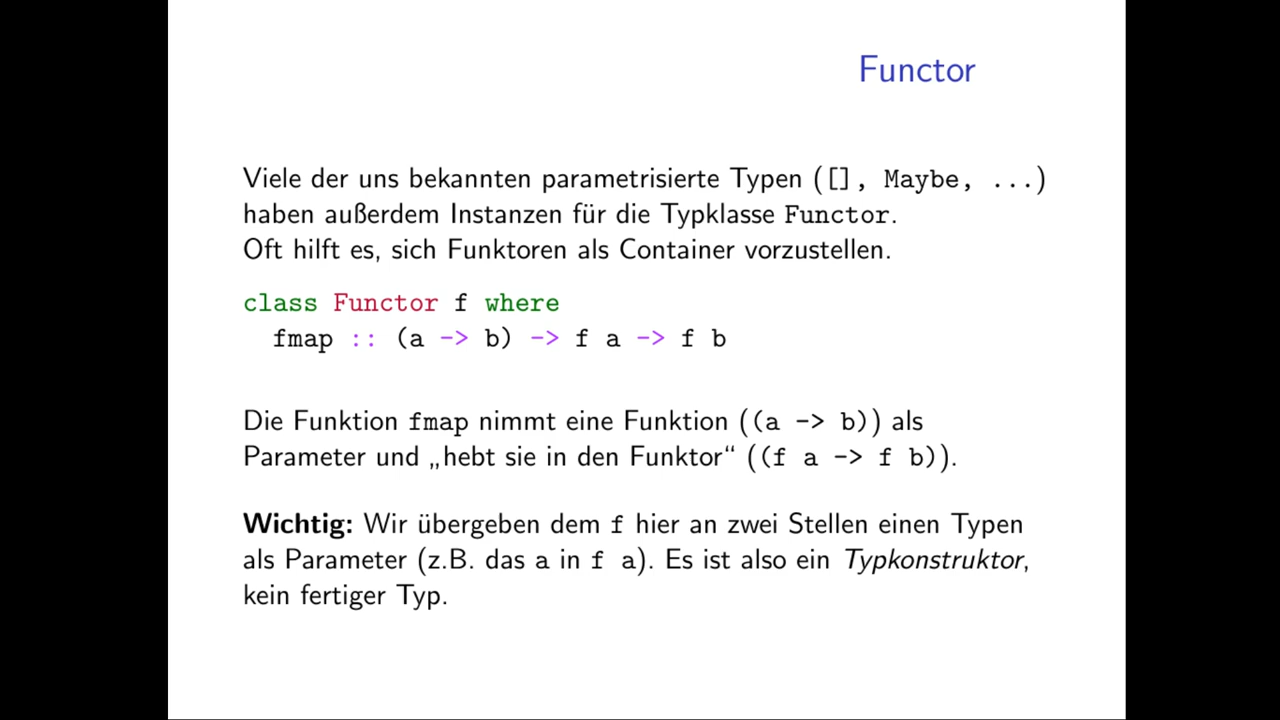 Functor
Viele der uns bekannten parametrisierte Typen ([], Maybe, ...)
haben außerdem Instanzen für die Typklasse Functor.
Oft hilft es, sich Funktoren als Container vorzustellen.
class Functor f where
  fmap :: (a -> b) -> f a -> f b
Die Funktion fmap nimmt eine Funktion ((a -> b)) als
Parameter und „hebt sie in den Funktor“ ((f a -> f b)).
Wichtig: Wir übergeben dem f hier an zwei Stellen einen Typen
als Parameter (z.B. das a in f a). Es ist also ein Typkonstruktor,
kein fertiger Typ.